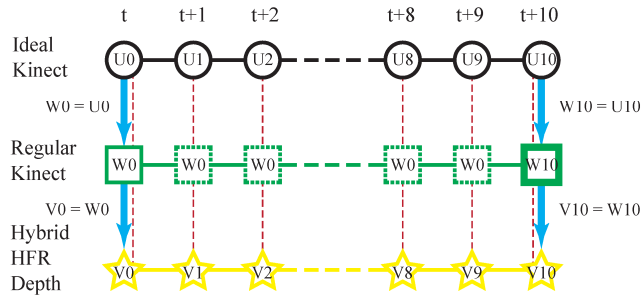 t t+1 t+2 t+8 t+9 t+10
Ideal
Kinect
U0 U1 U2 U8 U9 U10
W0 = U0 W10 = U10
Regular
Kinect
W0 W0 W0 W0 W0 W10
V0 = W0 V10 = W10
Hybrid
HFR
Depth
V0 V1 V2 V8 V9 V10